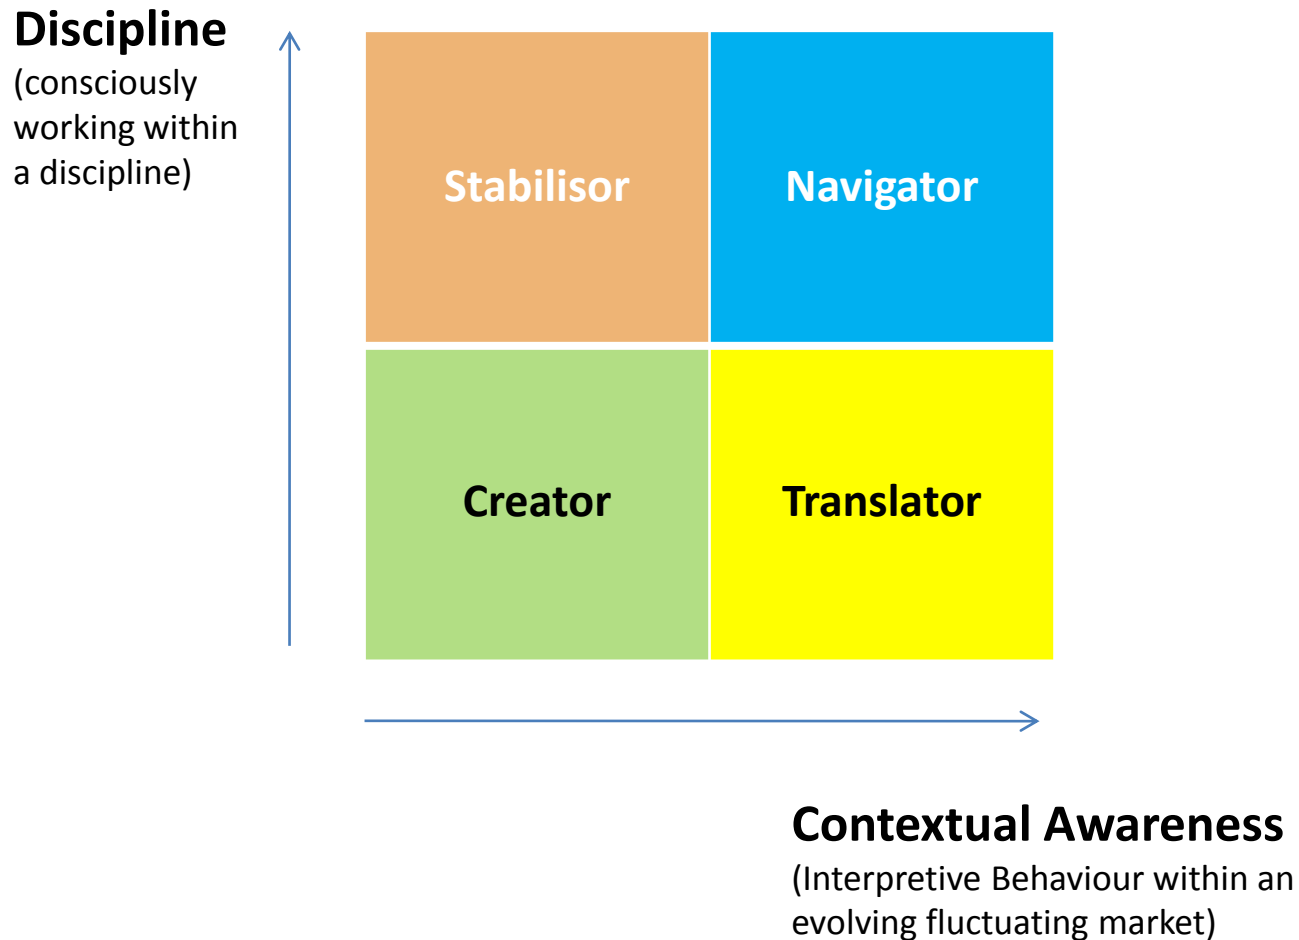 Discipline
(consciously
working within
a discipline)
Stabilisor
Navigator
Creator
Translator
Contextual Awareness
(Interpretive Behaviour within an
evolving fluctuating market)